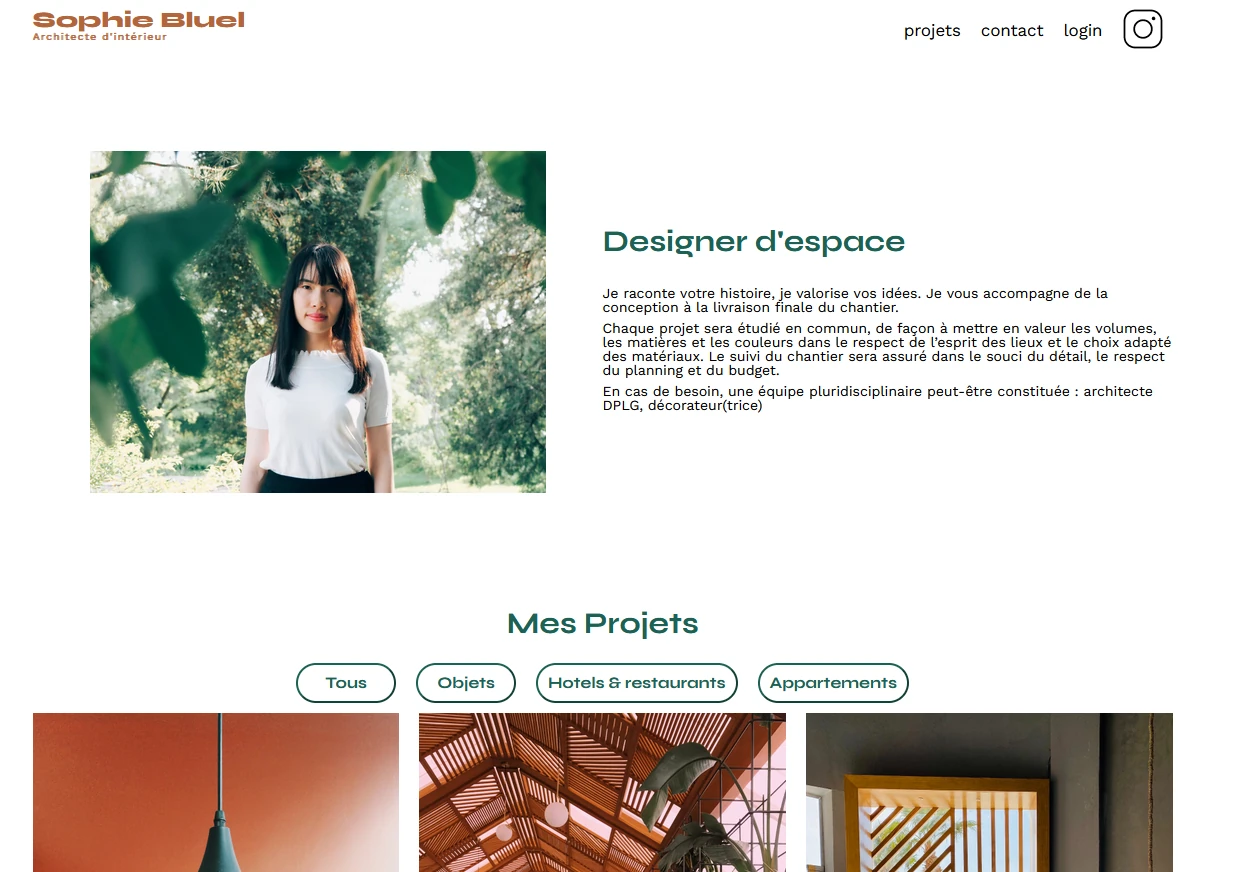 Sophie Bluel
Architecte d'intérieur
projets contact login
Designer d'espace
Je raconte votre histoire, je valorise vos idées. Je vous accompagne de la
conception à la livraison finale du chantier.
Chaque projet sera étudié en commun, de façon à mettre en valeur les volumes,
les matières et les couleurs dans le respect de l’esprit des lieux et le choix adapté
des matériaux. Le suivi du chantier sera assuré dans le souci du détail, le respect
du planning et du budget.
En cas de besoin, une équipe pluridisciplinaire peut-être constituée : architecte
DPLG, décorateur(trice)
Mes Projets
Tous Objets Hotels & restaurants Appartements